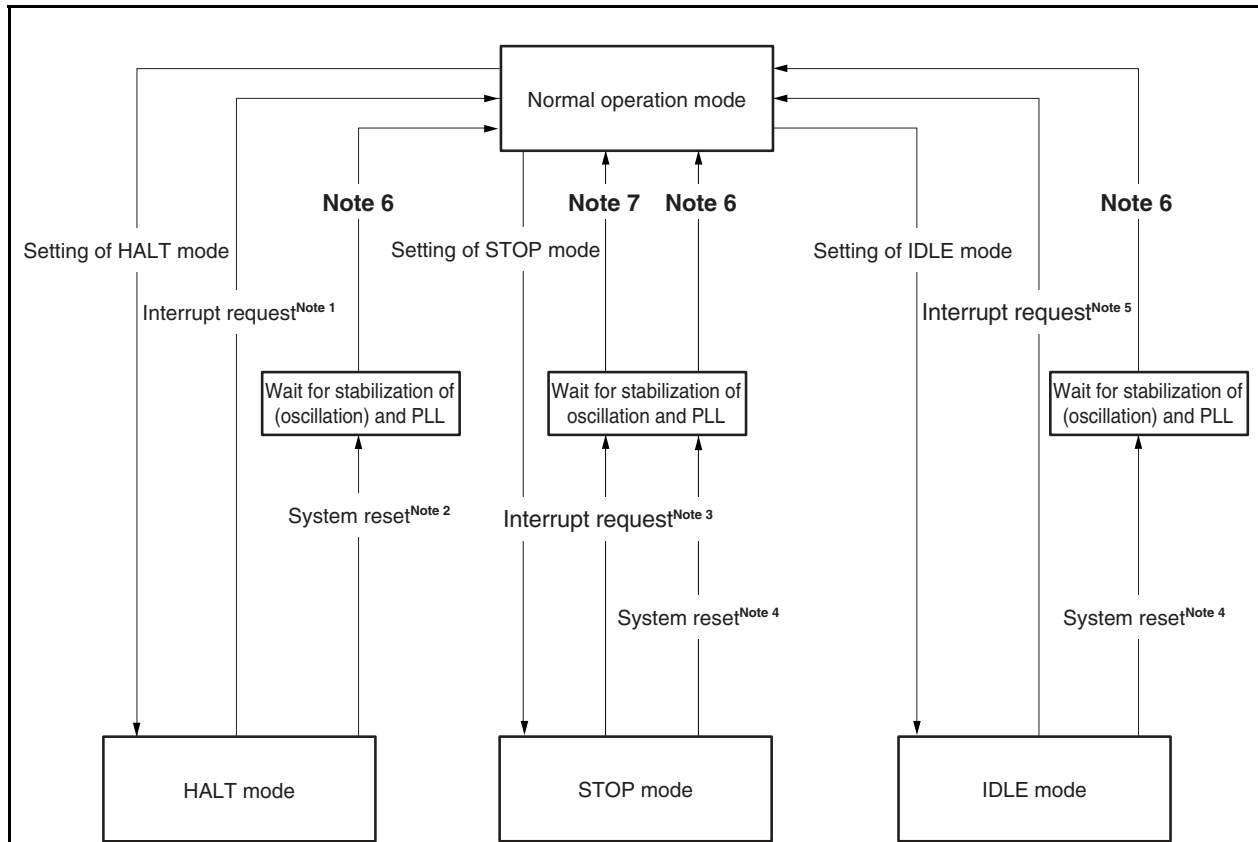 Normal operation mode
Note 6
Note 7
Note 6
Note 6
Setting of HALT mode
Setting of STOP mode
Setting of IDLE mode
Interrupt requestNote 1
Interrupt requestNote 5
Wait for stabilization of
(oscillation) and PLL
Wait for stabilization of
oscillation and PLL
Wait for stabilization of
(oscillation) and PLL
System resetNote 2
Interrupt requestNote 3
System resetNote 4
System resetNote 4
HALT mode
STOP mode
IDLE mode